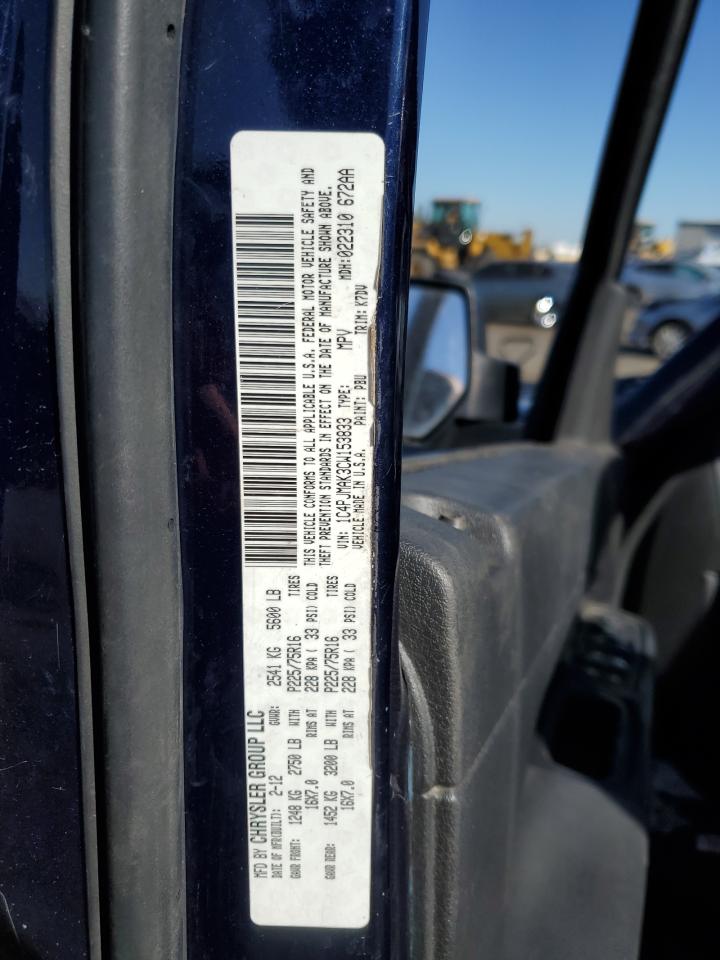 MFD BY CHRYSLER GROUP LLC
DATE OF MFR(BUILT): 2-12 GVWR: 2541 KG 5600 LB
GAWR FRONT: 1248 KG 2750 LB WITH P225/75R16 TIRES
16X7.0 RIMS AT 228 KPA ( 33 PSI) COLD
GAWR REAR: 1452 KG 3200 LB WITH P225/75R16 TIRES
16X7.0 RIMS AT 228 KPA ( 33 PSI) COLD
THIS VEHICLE CONFORMS TO ALL APPLICABLE U.S.A. FEDERAL MOTOR VEHICLE SAFETY AND
THEFT PREVENTION STANDARDS IN EFFECT ON THE DATE OF MANUFACTURE SHOWN ABOVE.
VIN: 1C4PJMAK3CW153833 TYPE: MPV MDH:022310 672AA
VEHICLE MADE IN U.S.A. PAINT: PBU TRIM: K7DV